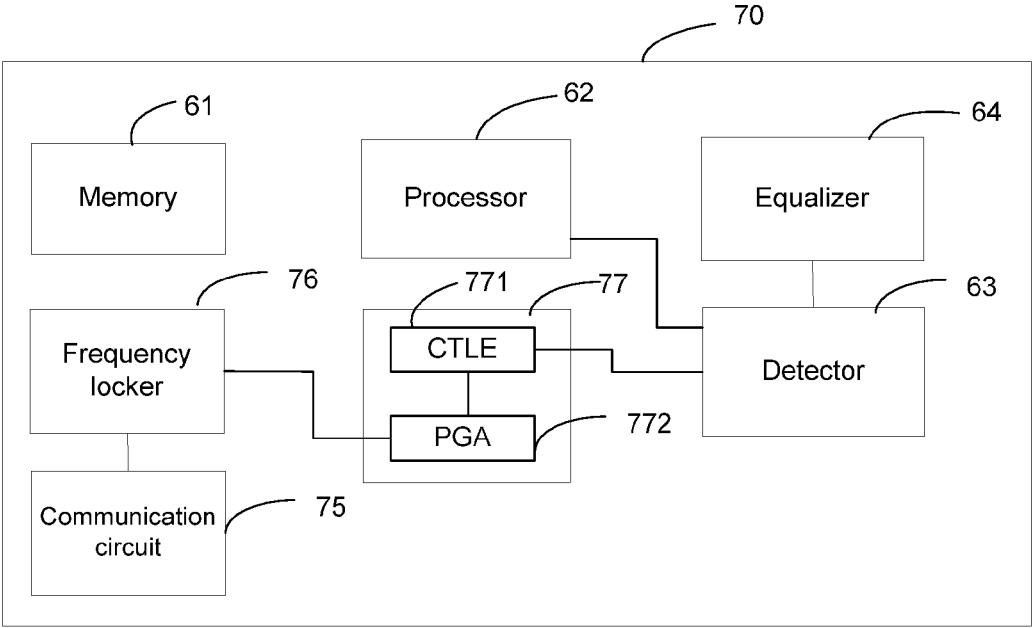 70
61
62
64
Memory
Processor
Equalizer
76
771
77
63
Frequency
locker
CTLE
Detector
PGA
772
Communication
circuit
75